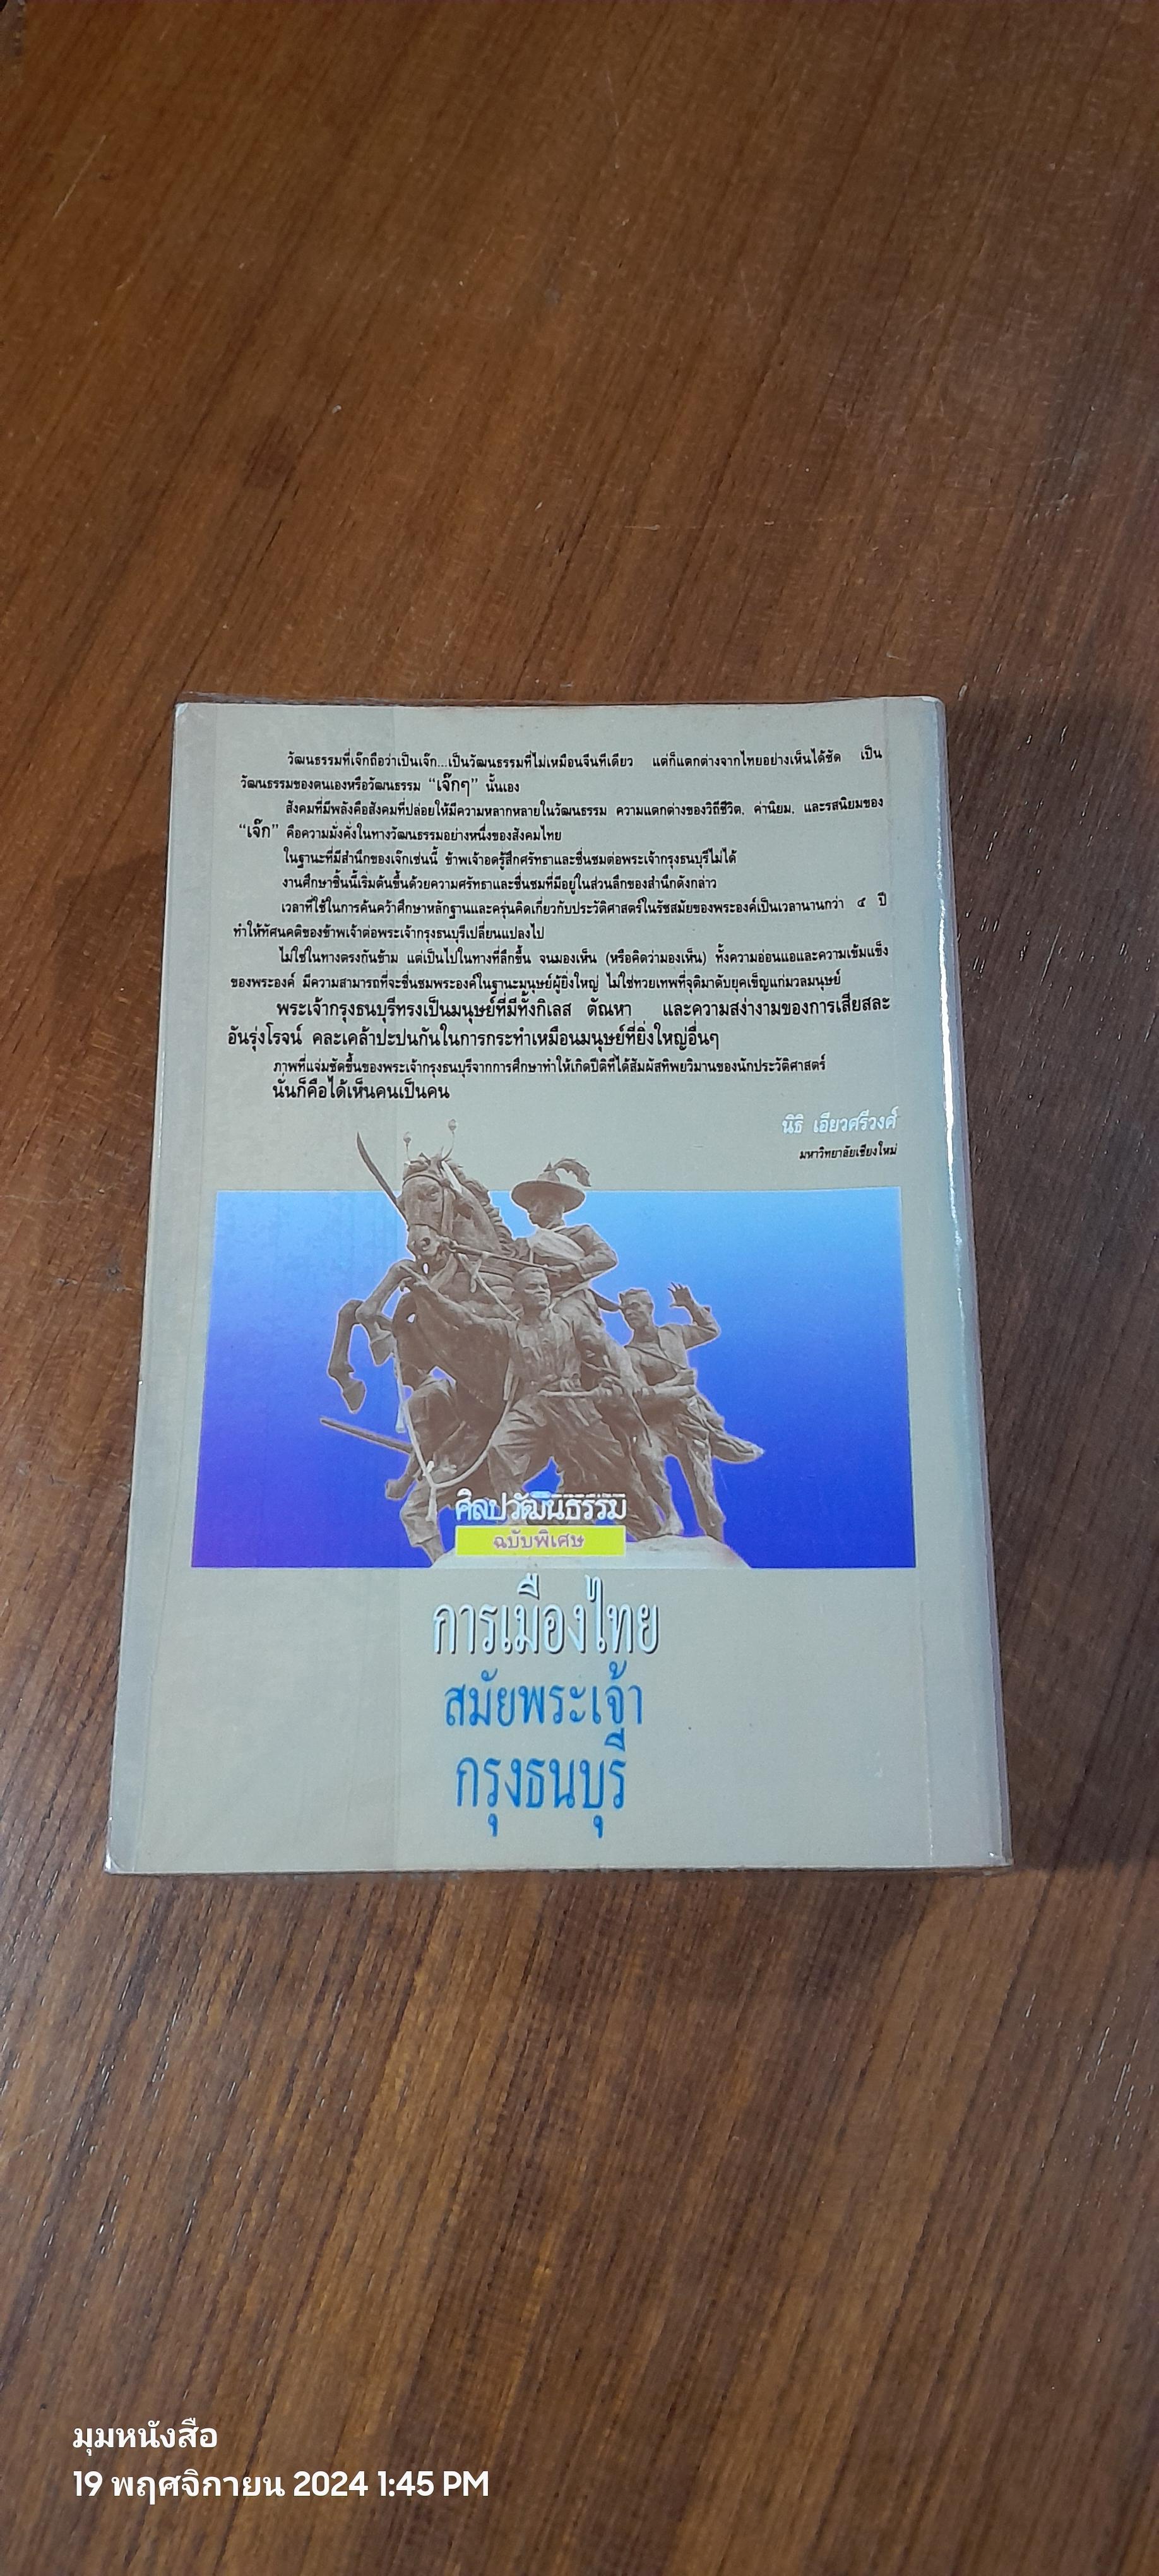 วัฒนธรรมที่เจ๊กถือว่าเป็นเจ๊ก...เป็นวัฒนธรรมที่ไม่เหมือนจีนทีเดียว แต่ก็แตกต่างจากไทยอย่างเห็นได้ชัด เป็น
วัฒนธรรมของตนเองหรือวัฒนธรรม “เจ๊กๆ” นั้นเอง
สังคมที่มีพลังคือสังคมที่ปล่อยให้มีความหลากหลายในวัฒนธรรม ความแตกต่างของวิถีชีวิต, ค่านิยม, และรสนิยมของ
“เจ๊ก” คือความมั่งคั่งในทางวัฒนธรรมอย่างหนึ่งของสังคมไทย
ในฐานะที่มีสำนึกของเจ๊กเช่นนี้ ข้าพเจ้าอดรู้สึกศรัทธาและชื่นชมต่อพระเจ้ากรุงธนบุรีไม่ได้
งานศึกษาชิ้นนี้เริ่มต้นขึ้นด้วยความศรัทธาและชื่นชมที่มีอยู่ในส่วนลึกของสำนึกดังกล่าว
เวลาที่ใช้ในการค้นคว้าศึกษาหลักฐานและครุ่นคิดเกี่ยวกับประวัติศาสตร์ในรัชสมัยของพระองค์เป็นเวลานานกว่า ๔ ปี
ทำให้ทัศนคติของข้าพเจ้าต่อพระเจ้ากรุงธนบุรีเปลี่ยนแปลงไป
ไม่ใช่ในทางตรงกันข้าม แต่เป็นไปในทางที่ลึกขึ้น จนมองเห็น (หรือคิดว่ามองเห็น) ทั้งความอ่อนแอและความเข้มแข็ง
ของพระองค์ มีความสามารถที่จะชื่นชมพระองค์ในฐานะมนุษย์ผู้ยิ่งใหญ่ ไม่ใช่ทวยเทพที่จุติมาดับยุคเข็ญแก่มวลมนุษย์
พระเจ้ากรุงธนบุรีทรงเป็นมนุษย์ที่มีทั้งกิเลส ตัณหา และความสง่างามของการเสียสละ
อันรุ่งโรจน์ คละเคล้าปะปนกันในการกระทำเหมือนมนุษย์ที่ยิ่งใหญ่อื่นๆ
ภาพที่แจ่มชัดขึ้นของพระเจ้ากรุงธนบุรีจากการศึกษาทำให้เกิดปีติที่ได้สัมผัสทิพยวิมานของนักประวัติศาสตร์
นั่นก็คือได้เห็นคนเป็นคน
นิธิ เอียวศรีวงศ์
มหาวิทยาลัยเชียงใหม่
ศิลปวัฒนธรรม
ฉบับพิเศษ
การเมืองไทย
สมัยพระเจ้า
กรุงธนบุรี
มุมหนังสือ
19 พฤศจิกายน 2024 1:45 PM